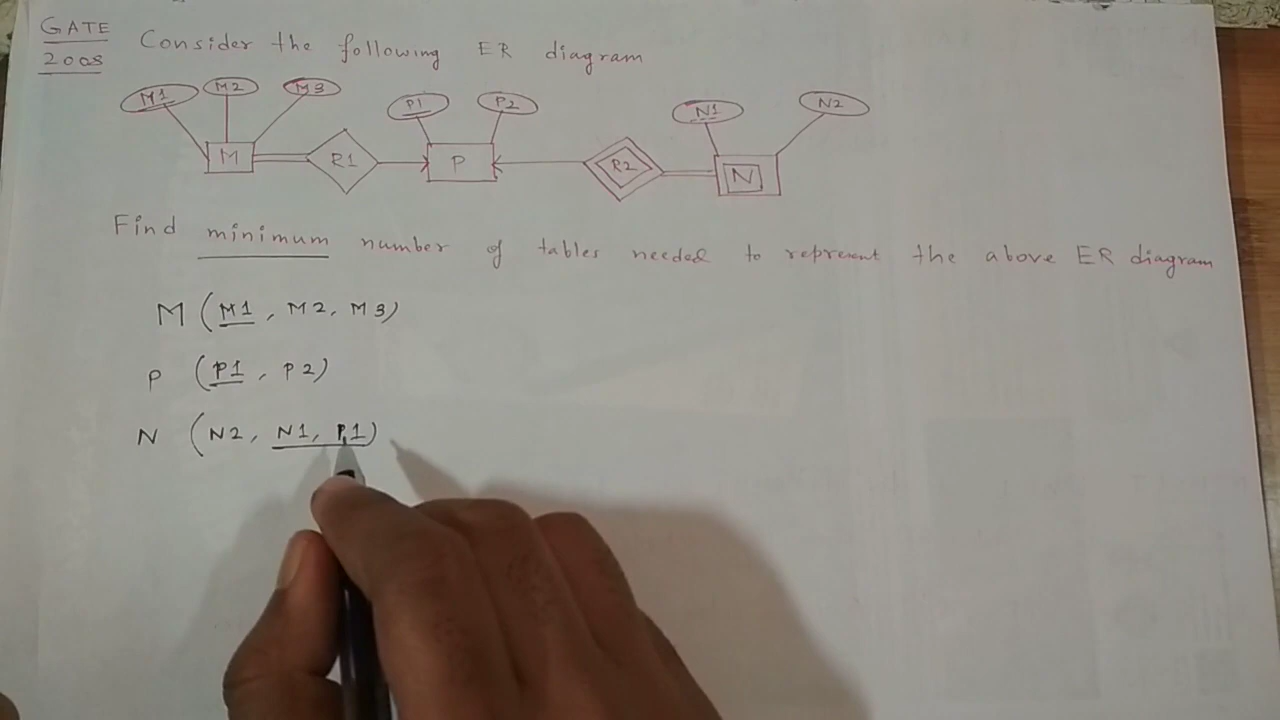 GATE 2008
Consider the following ER diagram
M1 M2 M3 P1 P2 N1 N2
M R1 P R2 N
Find minimum number of tables needed to represent the above ER diagram
M (M1, M2, M3)
P (P1, P2)
N (N2, N1, P1)